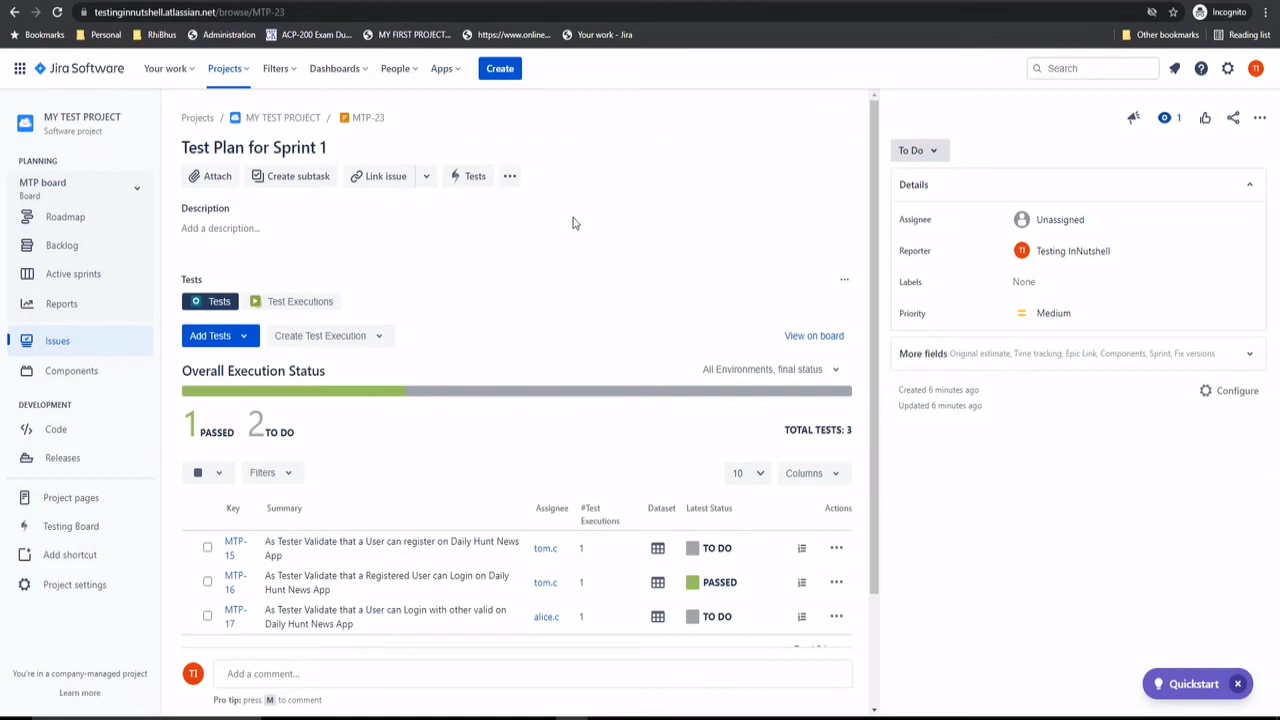 testinginnutshell.atlassian.net/browse/MTP-23
Incognito
Bookmarks
Personal
RhiBhus
Administration
ACP-200 Exam Du...
MY FIRST PROJECT...
https://www.online...
Your work - Jira
Other bookmarks
Reading list
Jira Software
Your work
Projects
Filters
Dashboards
People
Apps
Create
Search
TI
MY TEST PROJECT
Software project
PLANNING
MTP board
Board
Roadmap
Backlog
Active sprints
Reports
Issues
Components
DEVELOPMENT
Code
Releases
Project pages
Testing Board
Add shortcut
Project settings
You're in a company-managed project
Learn more
Projects / MY TEST PROJECT / MTP-23
Test Plan for Sprint 1
Attach
Create subtask
Link issue
Tests
Description
Add a description...
Tests
Tests
Test Executions
Add Tests
Create Test Execution
View on board
Overall Execution Status
All Environments, final status
1 PASSED
2 TO DO
TOTAL TESTS: 3
Filters
10
Columns
Key
Summary
Assignee
#Test
Executions
Dataset
Latest Status
Actions
MTP-
15
As Tester Validate that a User can register on Daily Hunt News
App
tom.c
1
TO DO
MTP-
16
As Tester Validate that a Registered User can Login on Daily
Hunt News App
tom.c
1
PASSED
MTP-
17
As Tester Validate that a User can Login with other valid on
Daily Hunt News App
alice.c
1
TO DO
TI
Add a comment...
Pro tip: press M to comment
1
To Do
Details
Assignee
Unassigned
Reporter
TI
Testing InNutshell
Labels
None
Priority
Medium
More fields Original estimate, Time tracking, Epic Link, Components, Sprint, Fix versions
Created 6 minutes ago
Updated 6 minutes ago
Configure
Quickstart